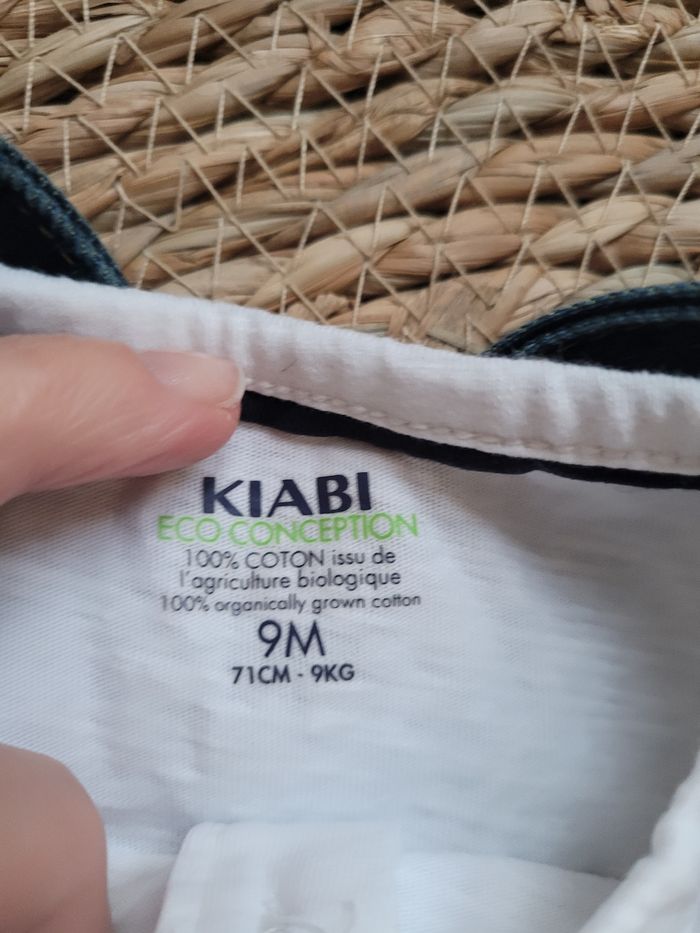 KIABI
ECO CONCEPTION
100% COTON issu de
l'agriculture biologique
100% organically grown cotton
9M
71CM - 9KG